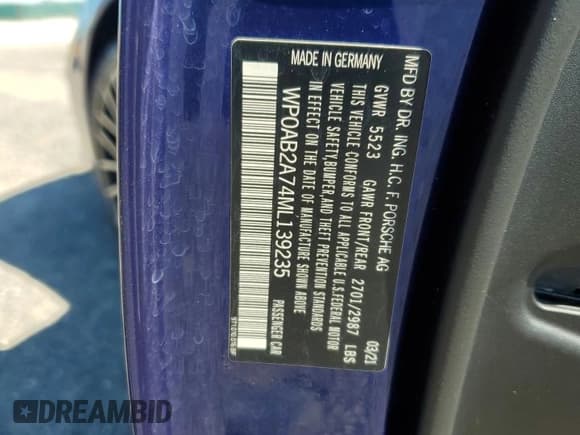 MADE IN GERMANY
MFD BY DR. ING. H.C. F. PORSCHE AG
GVWR 5523 GAWR FRONT/REAR 2701/2987 LBS 03/21
THIS VEHICLE CONFORMS TO ALL APPLICABLE U.S.FEDERAL MOTOR
VEHICLE SAFETY,BUMPER,AND THEFT PREVENTION STANDARDS
IN EFFECT ON THE DATE OF MANUFACTURE SHOWN ABOVE
WP0AB2A74ML139235 PASSENGER CAR
DREAMBID